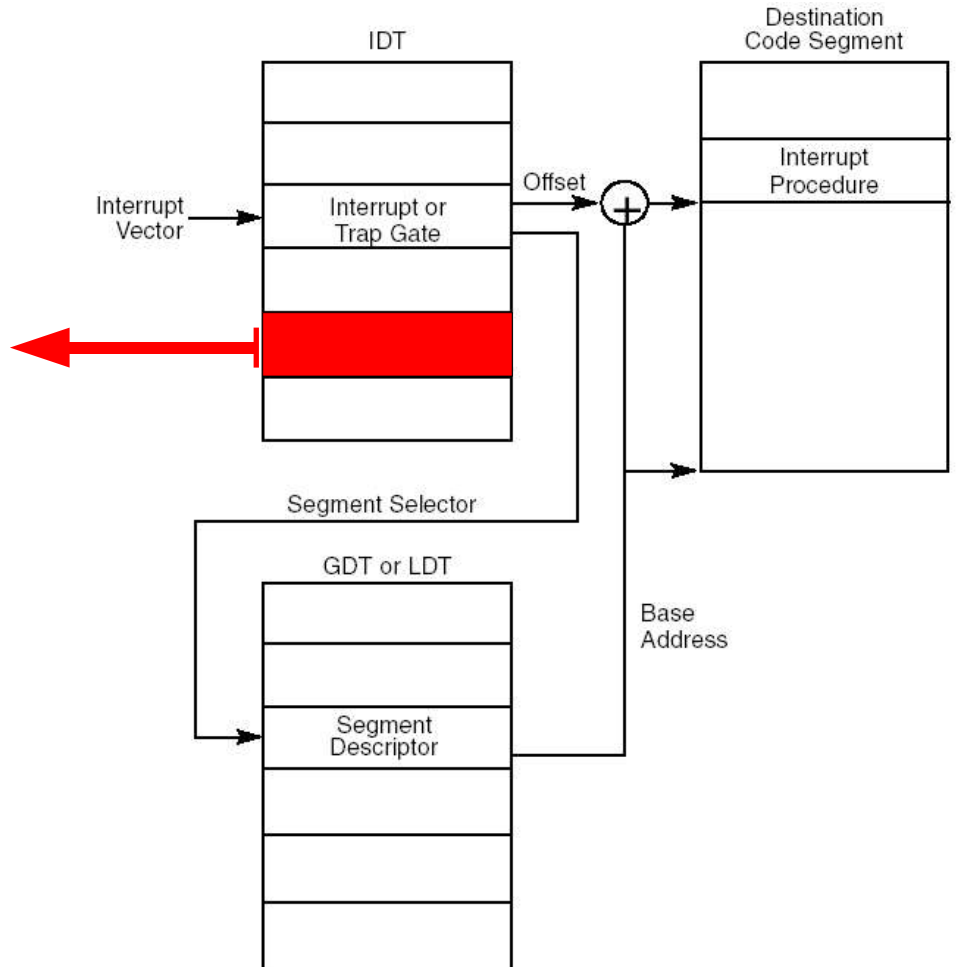 IDT
Destination
Code Segment
Interrupt
Vector
Interrupt or
Trap Gate
Offset
+
Interrupt
Procedure
Segment Selector
GDT or LDT
Base
Address
Segment
Descriptor